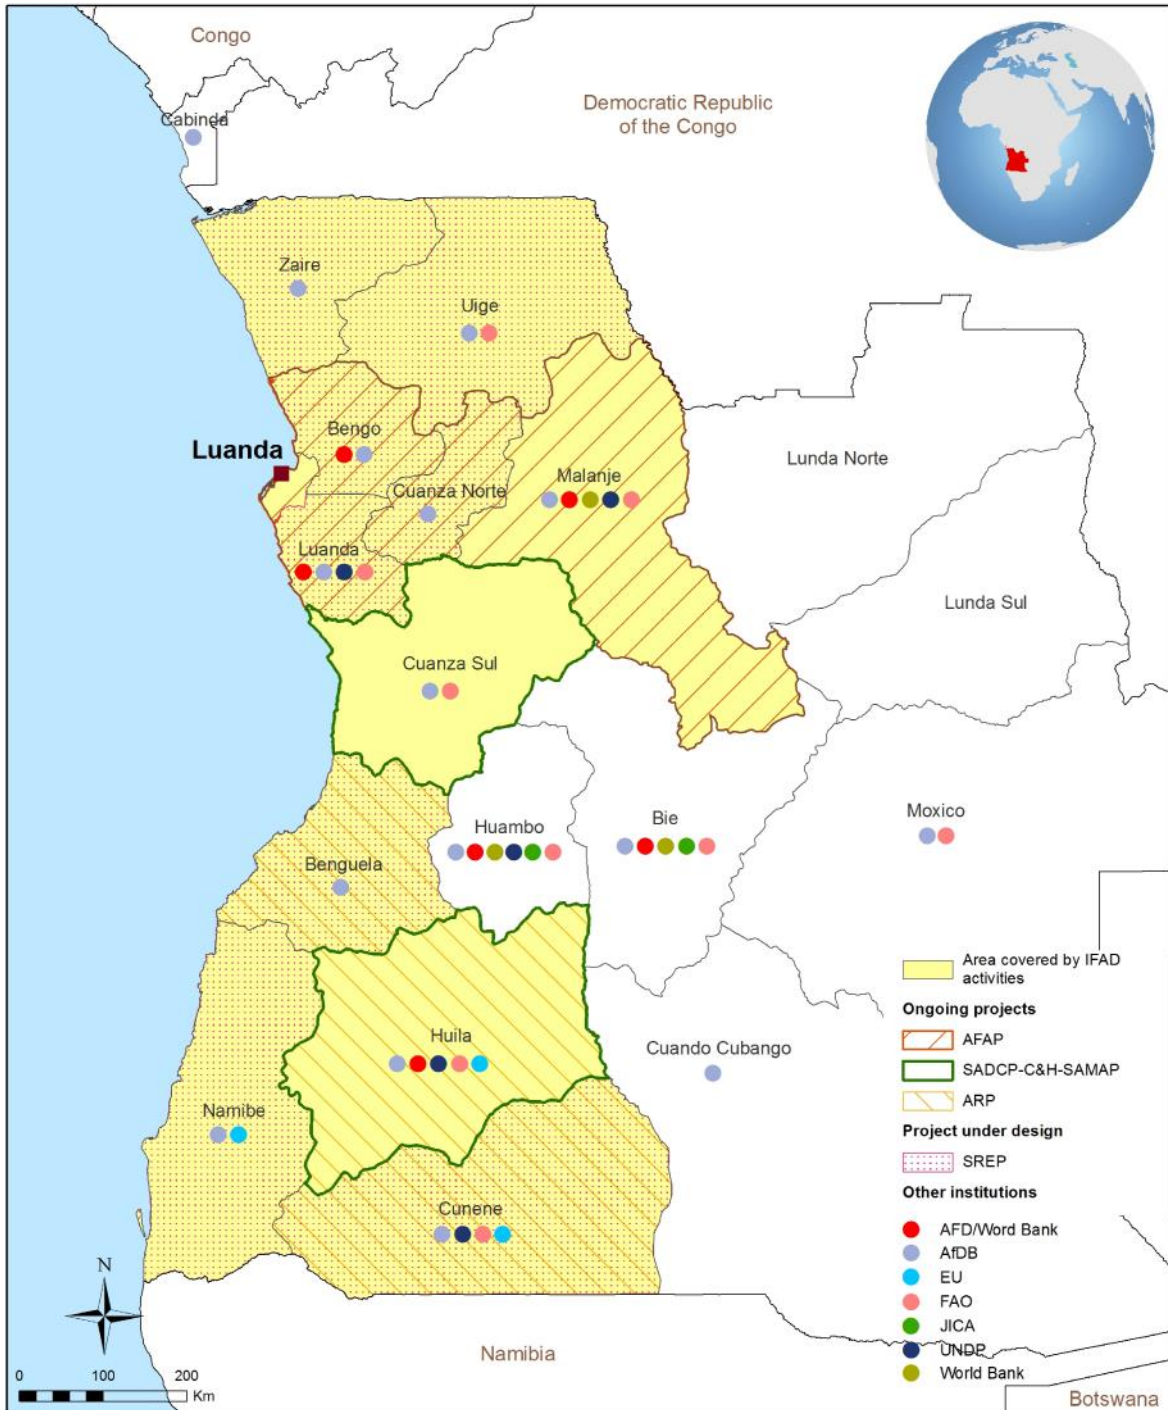 Congo
Democratic Republic
of the Congo
Cabinda
Zaire
Uige
Bengo
Luanda
Lunda Norte
Malanje
Cuanza Norte
Luanda
Lunda Sul
Cuanza Sul
Moxico
Bie
Huambo
Benguela
Area covered by IFAD
activities
Ongoing projects
Huila
AFAP
Cuando Cubango
SADCP-C&H-SAMAP
ARP
Namibe
Project under design
SREP
Other institutions
Cunene
AFD/Word Bank
AfDB
N
EU
FAO
JICA
Namibia
UNDP
World Bank
0 100 200
Km
Botswana